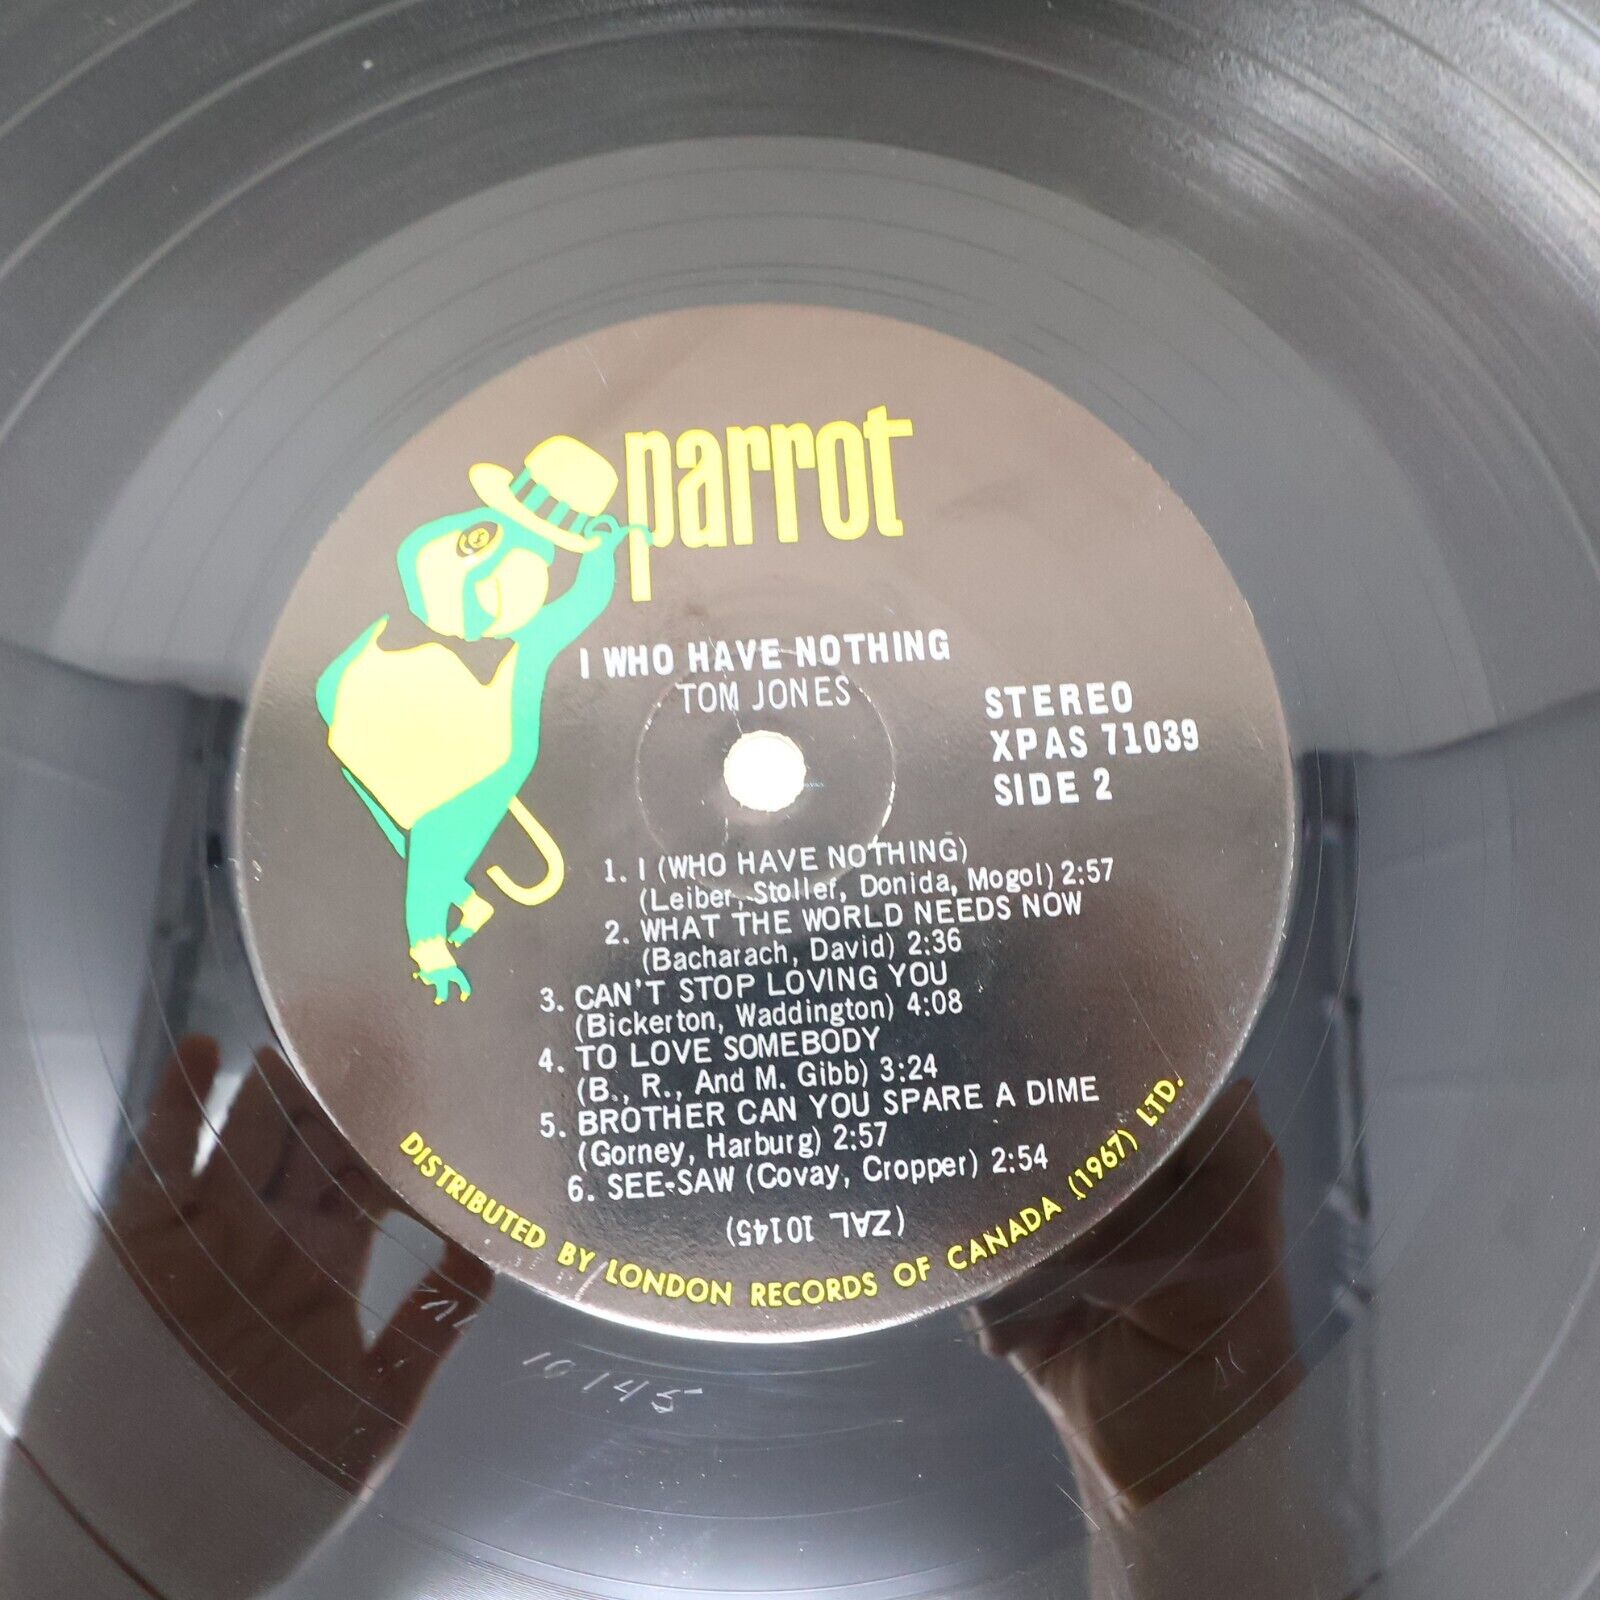 parrot
I WHO HAVE NOTHING
TOM JONES
STEREO
XPAS 71039
SIDE 2
1. I (WHO HAVE NOTHING)
(Leiber, Stoller, Donida, Mogol) 2:57
2. WHAT THE WORLD NEEDS NOW
(Bacharach, David) 2:36
3. CAN'T STOP LOVING YOU
(Bickerton, Waddington) 4:08
4. TO LOVE SOMEBODY
(B., R., And M. Gibb) 3:24
5. BROTHER CAN YOU SPARE A DIME
(Gorney, Harburg) 2:57
6. SEE-SAW (Covay, Cropper) 2:54
(ZAL 10145)
DISTRIBUTED BY LONDON RECORDS OF CANADA (1967) LTD.
10145